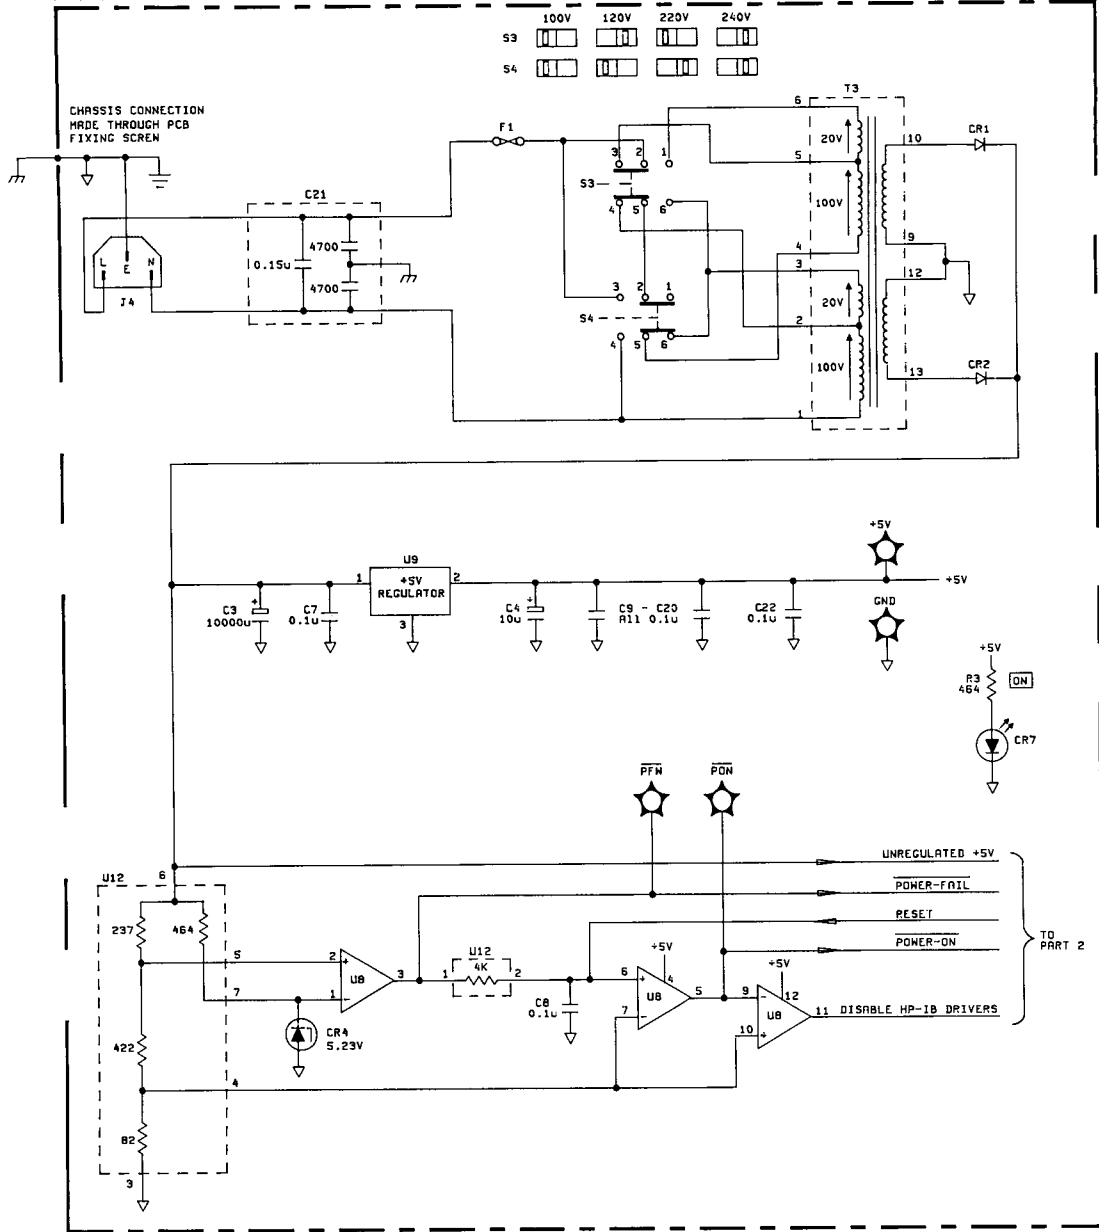 100V 120V 220V 240V
S3
S4
CHASSIS CONNECTION
MADE THROUGH PCB
FIXING SCREW
F1
T3
6
20V
5
100V
4
3
20V
2
100V
1
10
9
12
13
CR1
CR2
3 2 1
S3
4 5 6
3 2 1
S4
4 5 6
C21
4700
0.15u
4700
L E N
J4
+5V
U9
1 +5V 2
REGULATOR
3
+5V
C3
10000u
C7
0.1u
C4
10u
C9 - C20
All 0.1u
C22
0.1u
GND
+5V
R3
464
ON
CR7
PFW
PON
UNREGULATED +5V
POWER-FAIL
RESET
POWER-ON
TO
PART 2
U12
6
237
464
5
7
422
4
82
3
2
+
U8
3
1
-
CR4
5.23V
U12
1 4K 2
C8
0.1u
+5V
6
+
4
U8
5
7
-
+5V
9
-
12
U8
11
10
+
DISABLE HP-IB DRIVERS